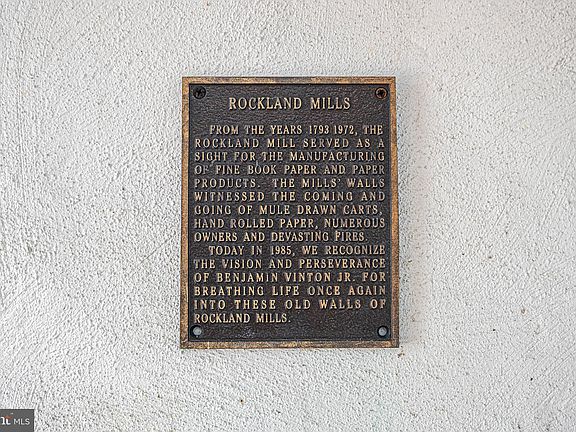 ROCKLAND MILLS
FROM THE YEARS 1793 1972, THE
ROCKLAND MILL SERVED AS A
SIGHT FOR THE MANUFACTURING
OF FINE BOOK PAPER AND PAPER
PRODUCTS. THE MILLS' WALLS
WITNESSED THE COMING AND
GOING OF MULE DRAWN CARTS,
HAND ROLLED PAPER, NUMEROUS
OWNERS AND DEVASTING FIRES.
TODAY IN 1985, WE RECOGNIZE
THE VISION AND PERSEVERANCE
OF BENJAMIN VINTON JR. FOR
BREATHING LIFE ONCE AGAIN
INTO THESE OLD WALLS OF
ROCKLAND MILLS.
MLS